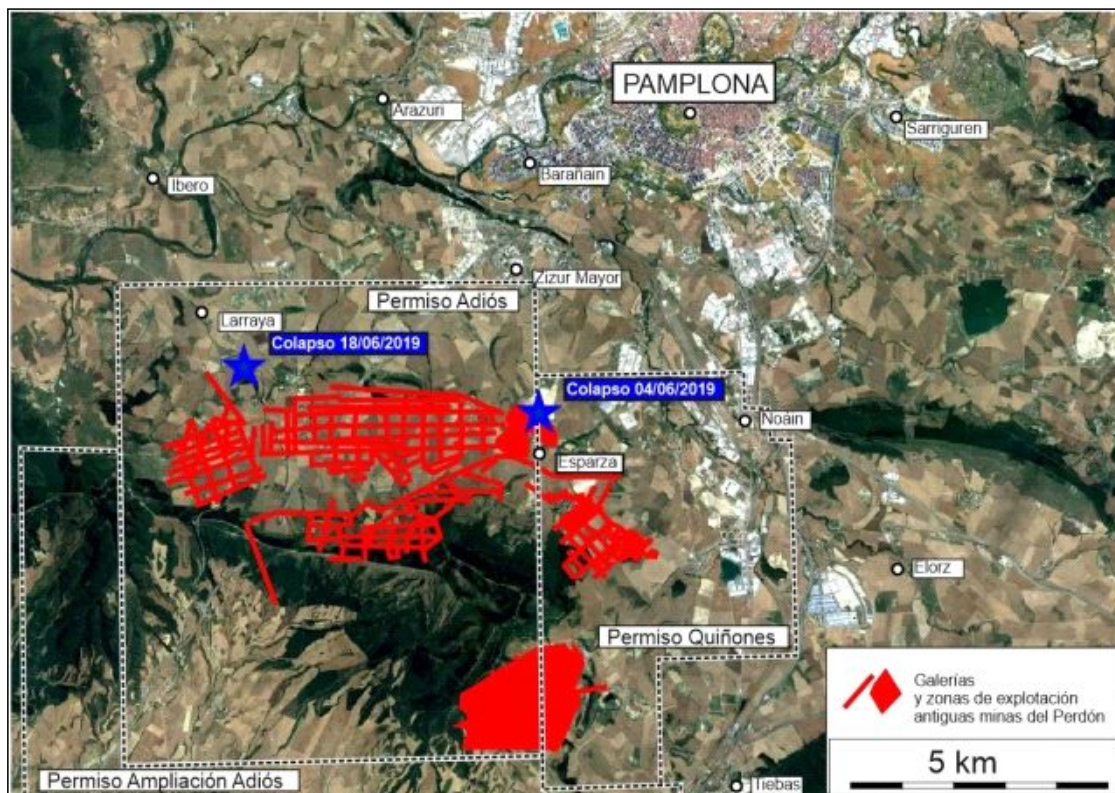 PAMPLONA
Arazuri
Sarriguren
Barañain
Ibero
Zizur Mayor
Permiso Adiós
Larraya
Colapso 18/06/2019
Colapso 04/06/2019
Noáin
Esparza
Elorz
Permiso Quiñones
Galerías
y zonas de explotación
antiguas minas del Perdón
5 km
Permiso Ampliación Adiós
Tiebas